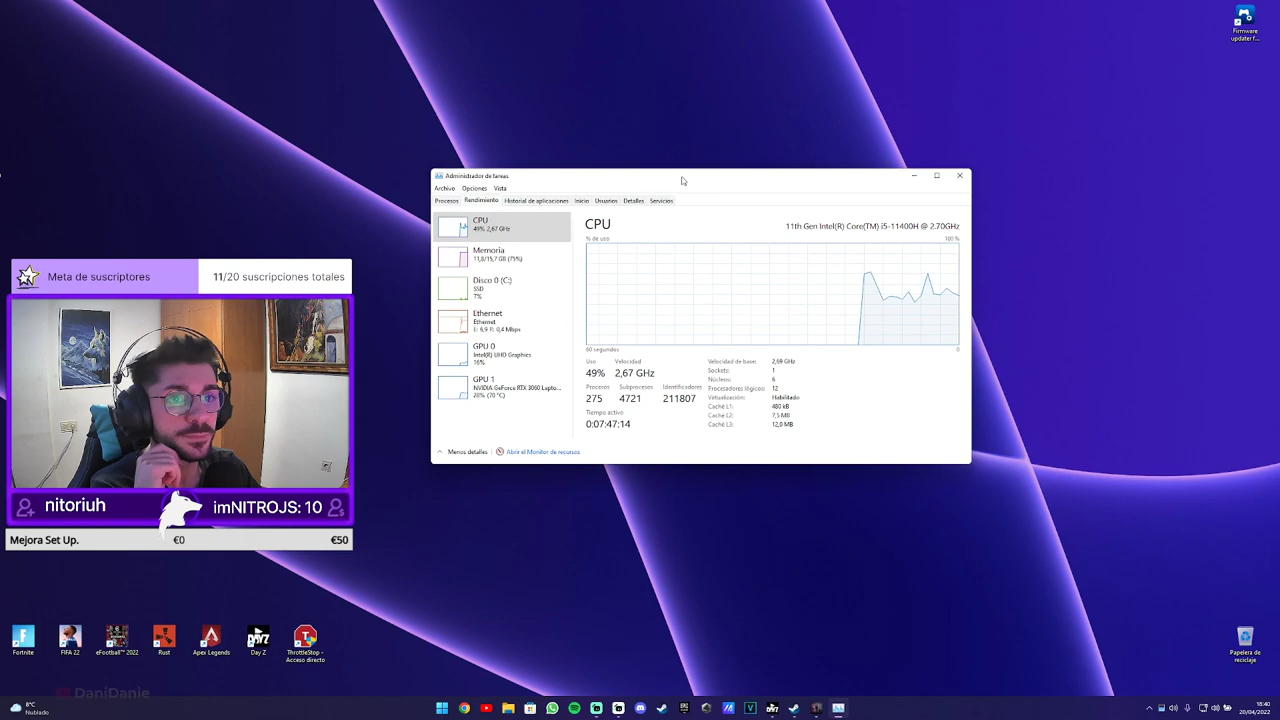 Firmware
updater f...
Administrador de tareas
Archivo Opciones Vista
Procesos Rendimiento Historial de aplicaciones Inicio Usuarios Detalles Servicios
CPU
49% 2,67 GHz
Memoria
11,8/15,7 GB (75%)
Disco 0 (C:)
SSD
7%
Ethernet
Ethernet
E: 6,9 R: 0,4 Mbps
GPU 0
Intel(R) UHD Graphics
16%
GPU 1
NVIDIA GeForce RTX 3060 Lapto...
28% (70 °C)
CPU
11th Gen Intel(R) Core(TM) i5-11400H @ 2.70GHz
% de uso 100 %
60 segundos 0
Uso Velocidad
49% 2,67 GHz
Procesos Subprocesos Identificadores
275 4721 211807
Tiempo activo
0:07:47:14
Velocidad de base: 2,69 GHz
Sockets: 1
Núcleos: 6
Procesadores lógicos: 12
Virtualización: Habilitado
Caché L1: 480 kB
Caché L2: 7,5 MB
Caché L3: 12,0 MB
Menos detalles Abrir el Monitor de recursos
Meta de suscriptores 11/20 suscripciones totales
nitoriuh imNITROJS: 10
Mejora Set Up. €0 €50
Fortnite
FIFA 22
eFootball™ 2022
Rust
Apex Legends
Day Z
ThrottleStop -
Acceso directo
Papelera de
reciclaje
DaniDanie
8°C
Nublado
18:40
20/04/2022